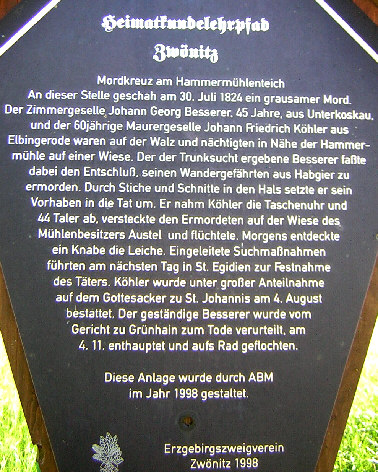 Heimatkundelehrpfad
Zwönitz
Mordkreuz am Hammermühlenteich
An dieser Stelle geschah am 30. Juli 1824 ein grausamer Mord.
Der Zimmergeselle Johann Georg Besserer, 45 Jahre, aus Unterkoskau,
und der 60jährige Maurergeselle Johann Friedrich Köhler aus
Elbingerode waren auf der Walz und nächtigten in Nähe der Hammer-
mühle auf einer Wiese. Der der Trunksucht ergebene Besserer faßte
dabei den Entschluß, seinen Wandergefährten aus Habgier zu
ermorden. Durch Stiche und Schnitte in den Hals setzte er sein
Vorhaben in die Tat um. Er nahm Köhler die Taschenuhr und
44 Taler ab, versteckte den Ermordeten auf der Wiese des
Mühlenbesitzers Austel und flüchtete. Morgens entdeckte
ein Knabe die Leiche. Eingeleitete Suchmaßnahmen
führten am nächsten Tag in St. Egidien zur Festnahme
des Täters. Köhler wurde unter großer Anteilnahme
auf dem Gottesacker zu St. Johannis am 4. August
bestattet. Der geständige Besserer wurde vom
Gericht zu Grünhain zum Tode verurteilt, am
4. 11. enthauptet und aufs Rad geflochten.
Diese Anlage wurde durch ABM
im Jahr 1998 gestaltet.
Erzgebirgszweigverein
Zwönitz 1998